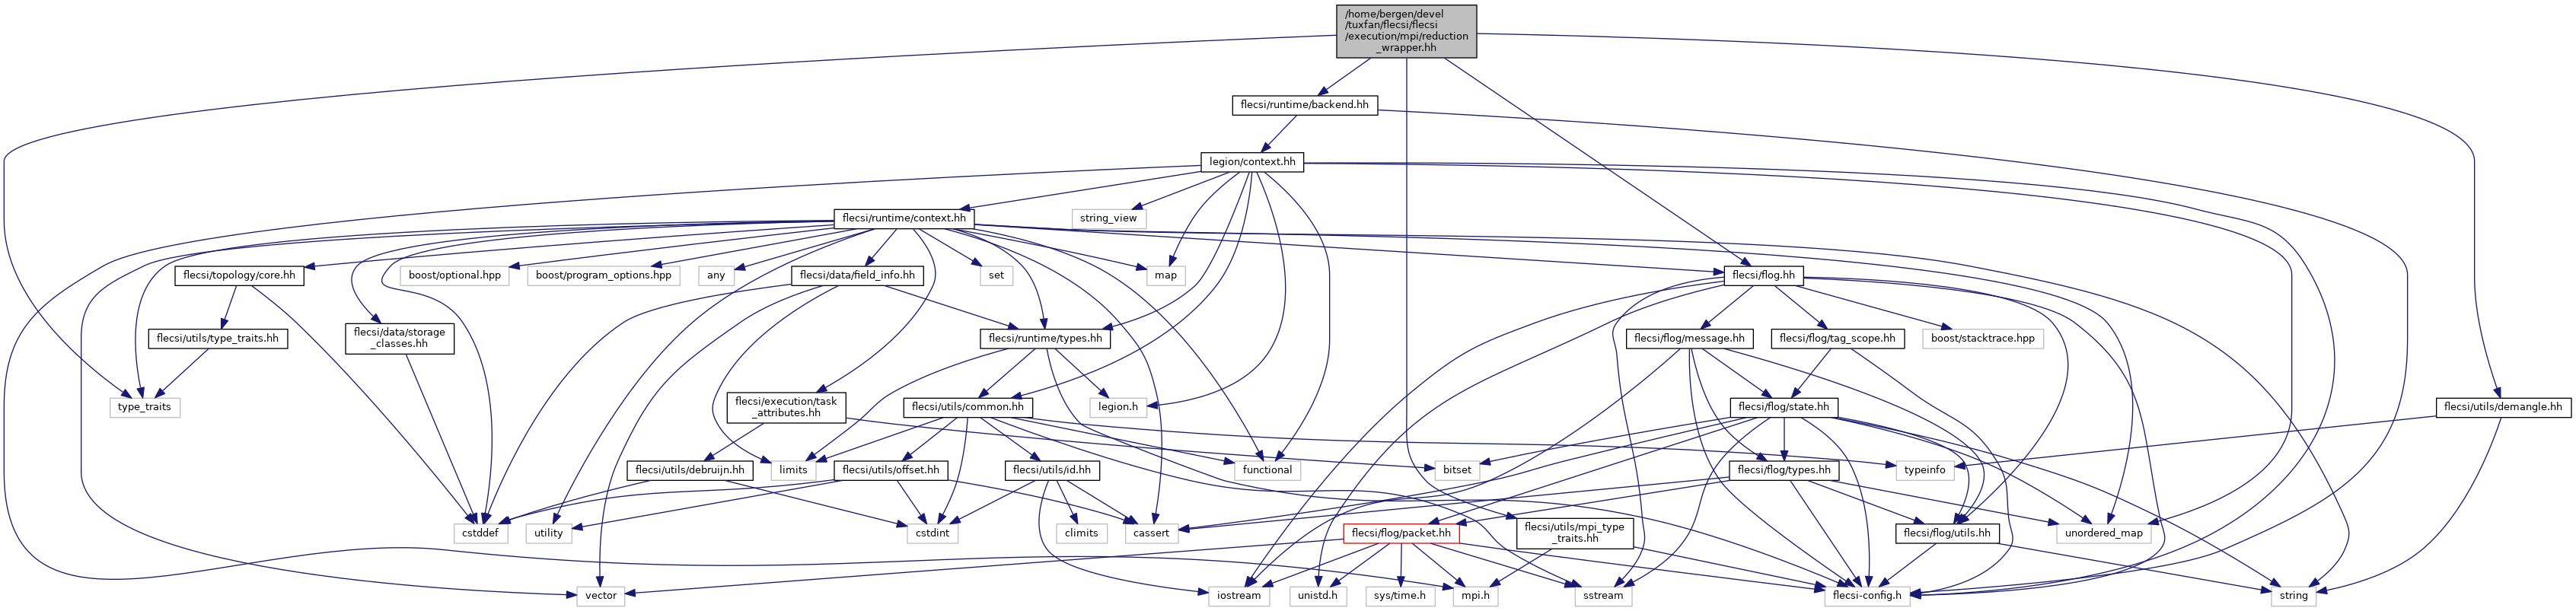 /home/bergen/devel
/tuxfan/flecsi/flecsi
/execution/mpi/reduction
_wrapper.hh
flecsi/runtime/backend.hh
legion/context.hh
flecsi/runtime/context.hh
string_view
flecsi/topology/core.hh
boost/optional.hpp
boost/program_options.hpp
any
flecsi/data/field_info.hh
set
map
flecsi/flog.hh
flecsi/utils/type_traits.hh
flecsi/data/storage
_classes.hh
flecsi/runtime/types.hh
flecsi/flog/message.hh
flecsi/flog/tag_scope.hh
boost/stacktrace.hpp
type_traits
flecsi/execution/task
_attributes.hh
flecsi/utils/common.hh
legion.h
flecsi/flog/state.hh
flecsi/utils/demangle.hh
flecsi/utils/debruijn.hh
limits
flecsi/utils/offset.hh
flecsi/utils/id.hh
functional
bitset
flecsi/flog/types.hh
typeinfo
cstddef
utility
cstdint
climits
cassert
flecsi/flog/packet.hh
flecsi/utils/mpi_type
_traits.hh
flecsi/flog/utils.hh
unordered_map
vector
iostream
unistd.h
sys/time.h
mpi.h
sstream
flecsi-config.h
string